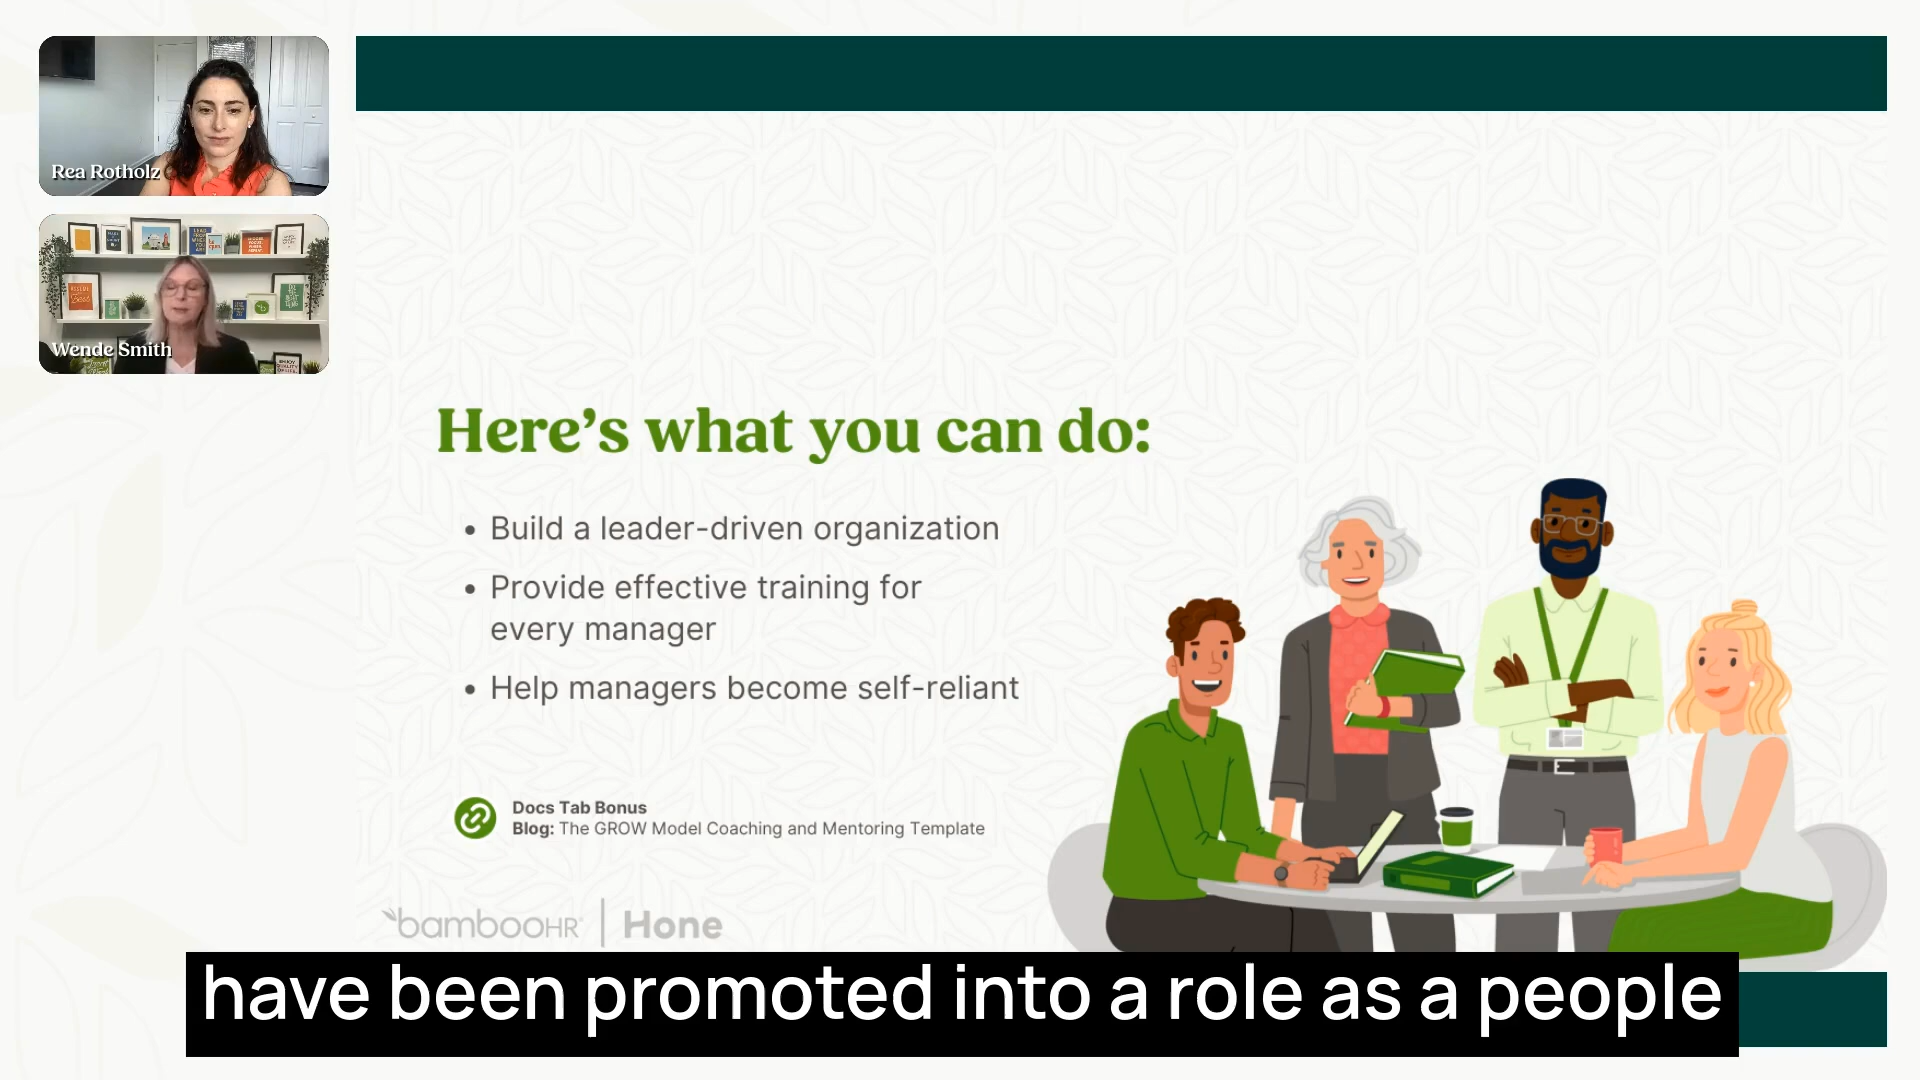 Rea Rotholz
Wende Smith
Here's what you can do:
• Build a leader-driven organization
• Provide effective training for
every manager
• Help managers become self-reliant
Docs Tab Bonus
Blog: The GROW Model Coaching and Mentoring Template
bambooHR | Hone
have been promoted into a role as a people